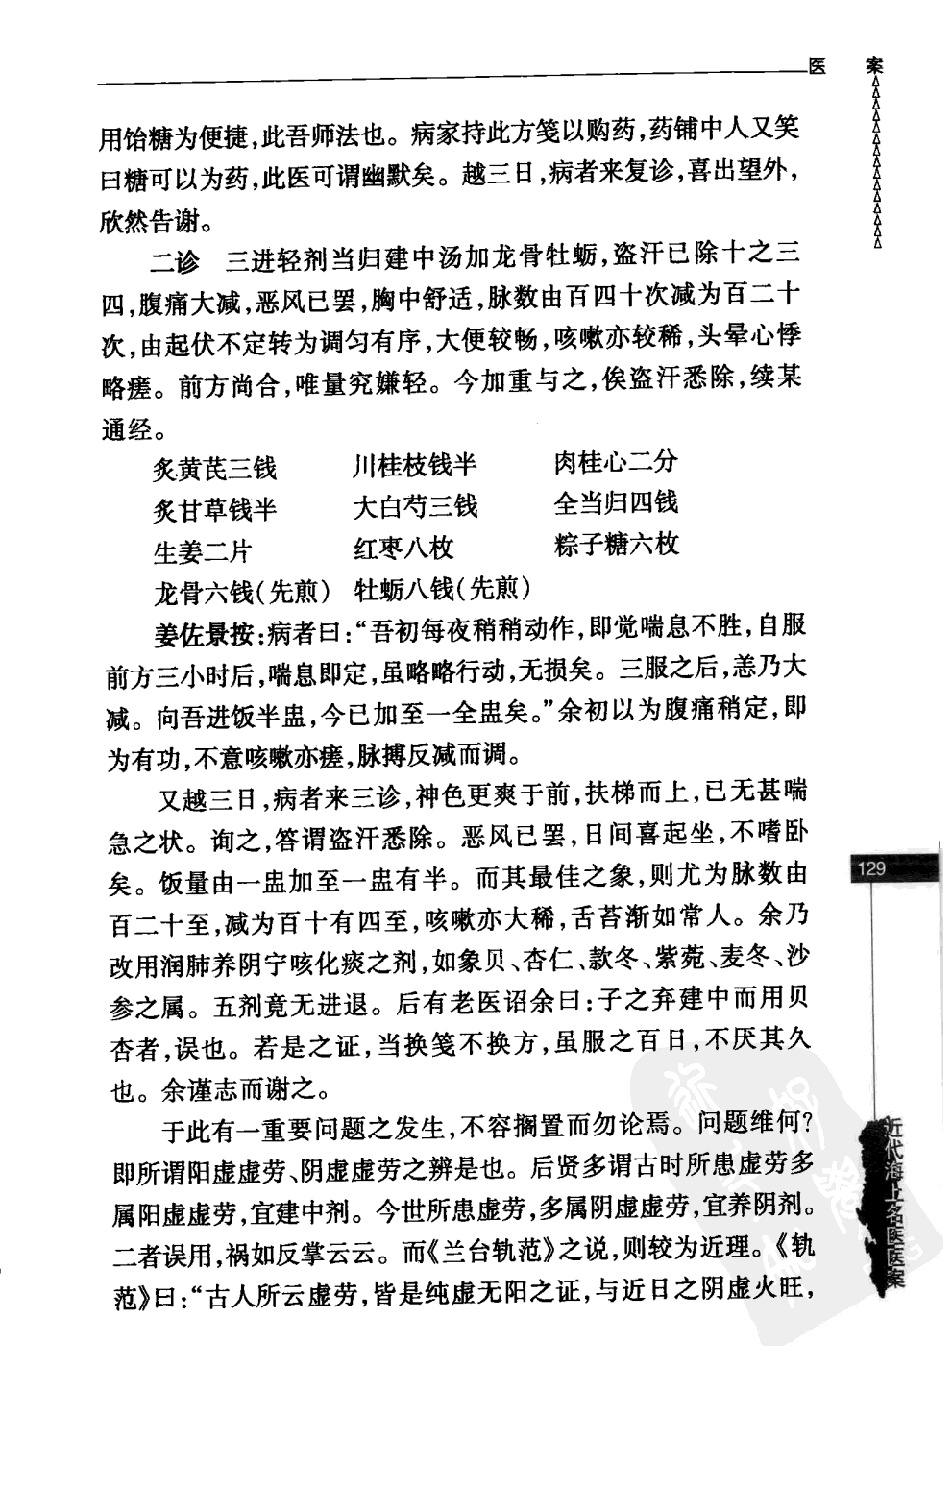 医 案
用饴糖为便捷,此吾师法也。病家持此方笺以购药,药铺中人又笑
曰糖可以为药,此医可谓幽默矣。越三日,病者来复诊,喜出望外,
欣然告谢。
二诊 三进轻剂当归建中汤加龙骨牡蛎,盗汗已除十之三
四,腹痛大减,恶风已罢,胸中舒适,脉数由百四十次减为百二十
次,由起伏不定转为调匀有序,大便较畅,咳嗽亦较稀,头晕心悸
略瘥。前方尚合,唯量究嫌轻。今加重与之,俟盗汗悉除,续某
通经。
炙黄芪三钱 川桂枝钱半 肉桂心二分
炙甘草钱半 大白芍三钱 全当归四钱
生姜二片 红枣八枚 粽子糖六枚
龙骨六钱(先煎) 牡蛎八钱(先煎)
姜佐景按:病者曰:“吾初每夜稍稍动作,即觉喘息不胜,自服
前方三小时后,喘息即定,虽略略行动,无损矣。三服之后,恙乃大
减。向吾进饭半盅,今已加至一全盅矣。”余初以为腹痛稍定,即
为有功,不意咳嗽亦瘥,脉搏反减而调。
又越三日,病者来三诊,神色更爽于前,扶梯而上,已无甚喘
急之状。询之,答谓盗汗悉除。恶风已罢,日间喜起坐,不嗜卧
矣。饭量由一盅加至一盅有半。而其最佳之象,则尤为脉数由
百二十至,减为百十有四至,咳嗽亦大稀,舌苔渐如常人。余乃
改用润肺养阴宁咳化痰之剂,如象贝、杏仁、款冬、紫菀、麦冬、沙
参之属。五剂竟无进退。后有老医诏余曰:子之弃建中而用贝
杏者,误也。若是之证,当换笺不换方,虽服之百日,不厌其久
也。余谨志而谢之。
于此有一重要问题之发生,不容搁置而勿论焉。问题维何?
即所谓阳虚虚劳、阴虚虚劳之辨是也。后贤多谓古时所患虚劳多
属阳虚虚劳,宜建中剂。今世所患虚劳,多属阴虚虚劳,宜养阴剂。
二者误用,祸如反掌云云。而《兰台轨范》之说,则较为近理。《轨
范》曰:“古人所云虚劳,皆是纯虚无阳之证,与近日之阴虚火旺,
129
近代海上名医医案